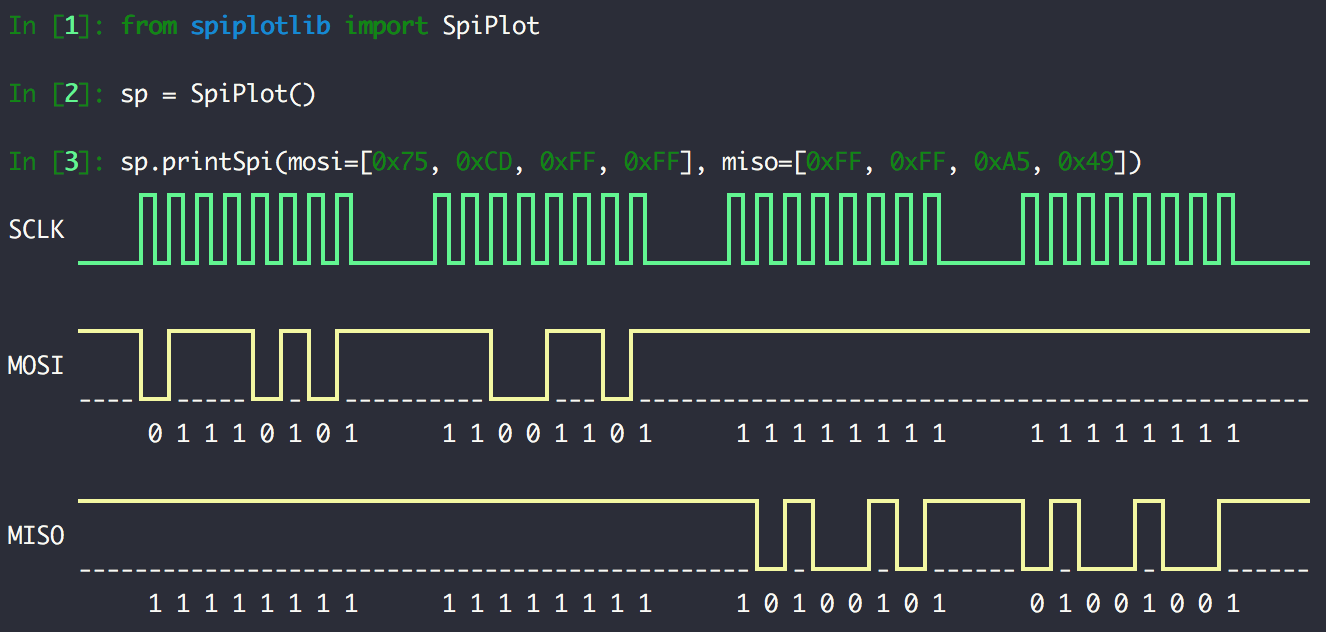 In [1]: from spiplotlib import SpiPlot
In [2]: sp = SpiPlot()
In [3]: sp.printSpi(mosi=[0x75, 0xCD, 0xFF, 0xFF], miso=[0xFF, 0xFF, 0xA5, 0x49])
SCLK
MOSI
0 1 1 1 0 1 0 1 1 1 0 0 1 1 0 1 1 1 1 1 1 1 1 1 1 1 1 1 1 1 1 1
MISO
1 1 1 1 1 1 1 1 1 1 1 1 1 1 1 1 1 0 1 0 0 1 0 1 0 1 0 0 1 0 0 1